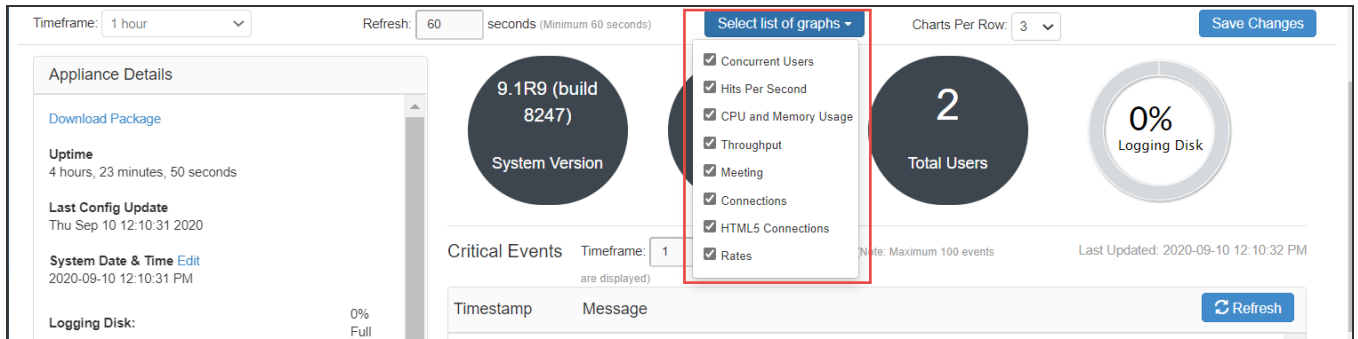 Timeframe: 1 hour Refresh: 60 seconds (Minimum 60 seconds) Select list of graphs Charts Per Row: 3 Save Changes
Appliance Details
Download Package
Uptime
4 hours, 23 minutes, 50 seconds
Last Config Update
Thu Sep 10 12:10:31 2020
System Date & Time Edit
2020-09-10 12:10:31 PM
Logging Disk:
0%
Full
9.1R9 (build
8247)
System Version
Concurrent Users
Hits Per Second
CPU and Memory Usage
Throughput
Meeting
Connections
HTML5 Connections
Rates
2
Total Users
0%
Logging Disk
Critical Events Timeframe: 1 (Note: Maximum 100 events
are displayed)
Last Updated: 2020-09-10 12:10:32 PM
Timestamp Message Refresh